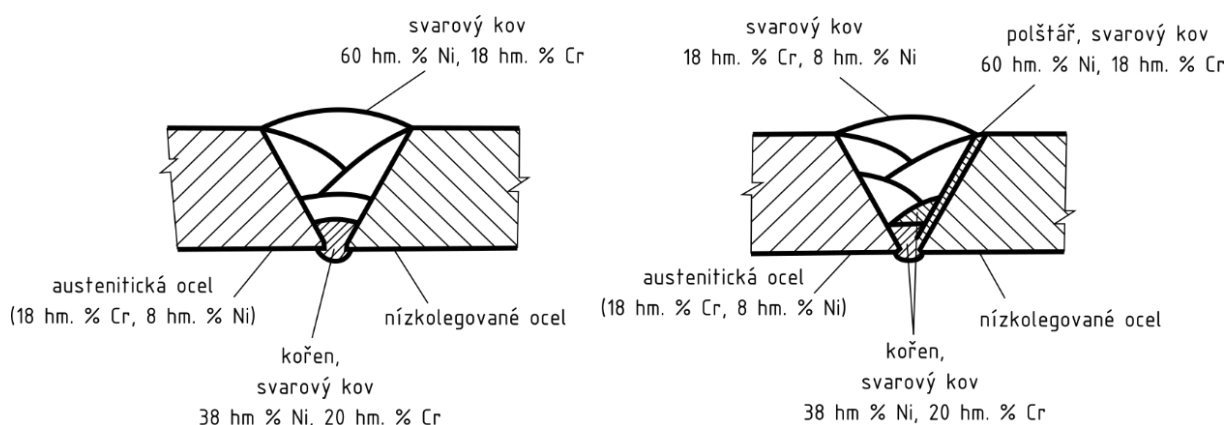 svarový kov
60 hm. % Ni, 18 hm. % Cr
austenitická ocel
(18 hm. % Cr, 8 hm. % Ni)
nízkolegované ocel
kořen,
svarový kov
38 hm % Ni, 20 hm. % Cr
svarový kov
18 hm. % Cr, 8 hm. % Ni
polštář, svarový kov
60 hm. % Ni, 18 hm. % Cr
austenitická ocel
(18 hm. % Cr, 8 hm. % Ni)
nízkolegované ocel
kořen,
svarový kov
38 hm % Ni, 20 hm. % Cr